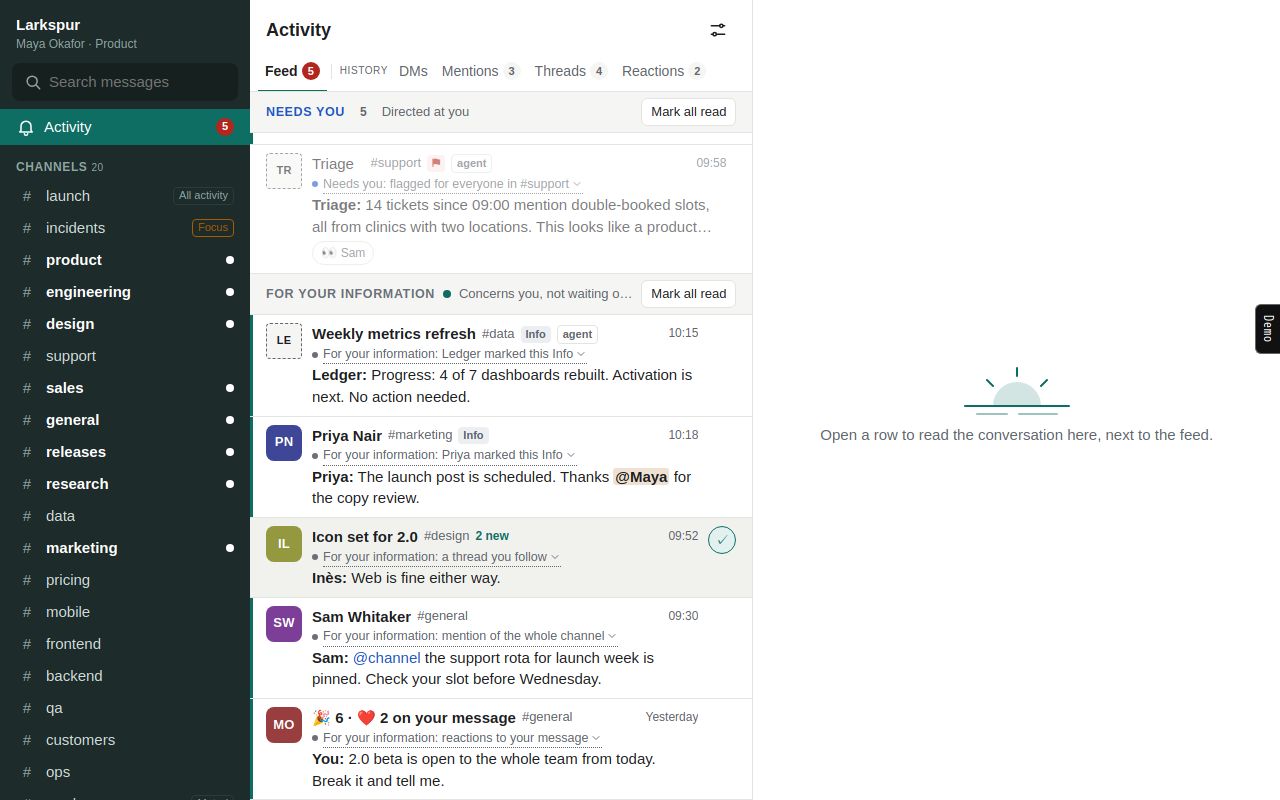 Larkspur
Maya Okafor · Product
Search messages
Activity 5
CHANNELS 20
# launch All activity
# incidents Focus
# product
# engineering
# design
# support
# sales
# general
# releases
# research
# data
# marketing
# pricing
# mobile
# frontend
# backend
# qa
# customers
# ops
Activity
Feed 5 HISTORY DMs Mentions 3 Threads 4 Reactions 2
NEEDS YOU 5 Directed at you Mark all read
TR Triage #support agent 09:58
Needs you: flagged for everyone in #support
Triage: 14 tickets since 09:00 mention double-booked slots,
all from clinics with two locations. This looks like a product…
👀 Sam
FOR YOUR INFORMATION Concerns you, not waiting o… Mark all read
LE Weekly metrics refresh #data Info agent 10:15
For your information: Ledger marked this Info
Ledger: Progress: 4 of 7 dashboards rebuilt. Activation is
next. No action needed.
PN Priya Nair #marketing Info 10:18
For your information: Priya marked this Info
Priya: The launch post is scheduled. Thanks @Maya for
the copy review.
IL Icon set for 2.0 #design 2 new 09:52 ✓
For your information: a thread you follow
Inès: Web is fine either way.
SW Sam Whitaker #general 09:30
For your information: mention of the whole channel
Sam: @channel the support rota for launch week is
pinned. Check your slot before Wednesday.
MO 🎉 6 · ❤️ 2 on your message #general Yesterday
For your information: reactions to your message
You: 2.0 beta is open to the whole team from today.
Break it and tell me.
Open a row to read the conversation here, next to the feed.
Demo